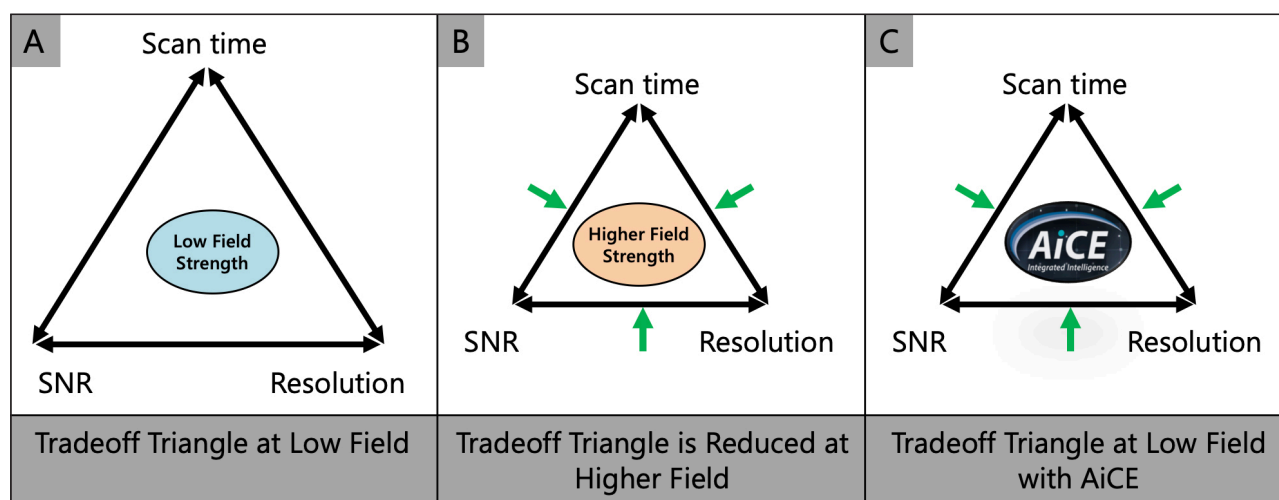 A
Scan time
Low Field
Strength
SNR
Resolution
Tradeoff Triangle at Low Field
B
Scan time
Higher Field
Strength
SNR
Resolution
Tradeoff Triangle is Reduced at
Higher Field
C
Scan time
AiCE
Integrated Intelligence
SNR
Resolution
Tradeoff Triangle at Low Field
with AiCE